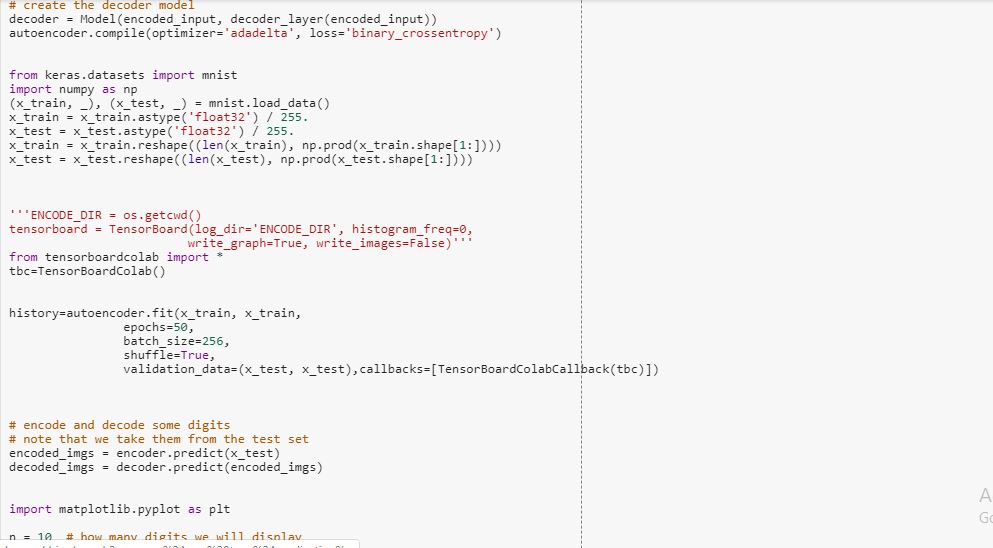 # create the decoder model
decoder = Model(encoded_input, decoder_layer(encoded_input))
autoencoder.compile(optimizer='adadelta', loss='binary_crossentropy')
from keras.datasets import mnist
import numpy as np
(x_train, _), (x_test, _) = mnist.load_data()
x_train = x_train.astype('float32') / 255.
x_test = x_test.astype('float32') / 255.
x_train = x_train.reshape((len(x_train), np.prod(x_train.shape[1:])))
x_test = x_test.reshape((len(x_test), np.prod(x_test.shape[1:])))
'''ENCODE_DIR = os.getcwd()
tensorboard = TensorBoard(log_dir='ENCODE_DIR', histogram_freq=0,
write_graph=True, write_images=False)'''
from tensorboardcolab import *
tbc=TensorBoardColab()
history=autoencoder.fit(x_train, x_train,
epochs=50,
batch_size=256,
shuffle=True,
validation_data=(x_test, x_test),callbacks=[TensorBoardColabCallback(tbc)])
# encode and decode some digits
# note that we take them from the test set
encoded_imgs = encoder.predict(x_test)
decoded_imgs = decoder.predict(encoded_imgs)
import matplotlib.pyplot as plt
n = 10  # how many digits we will display
A
Go